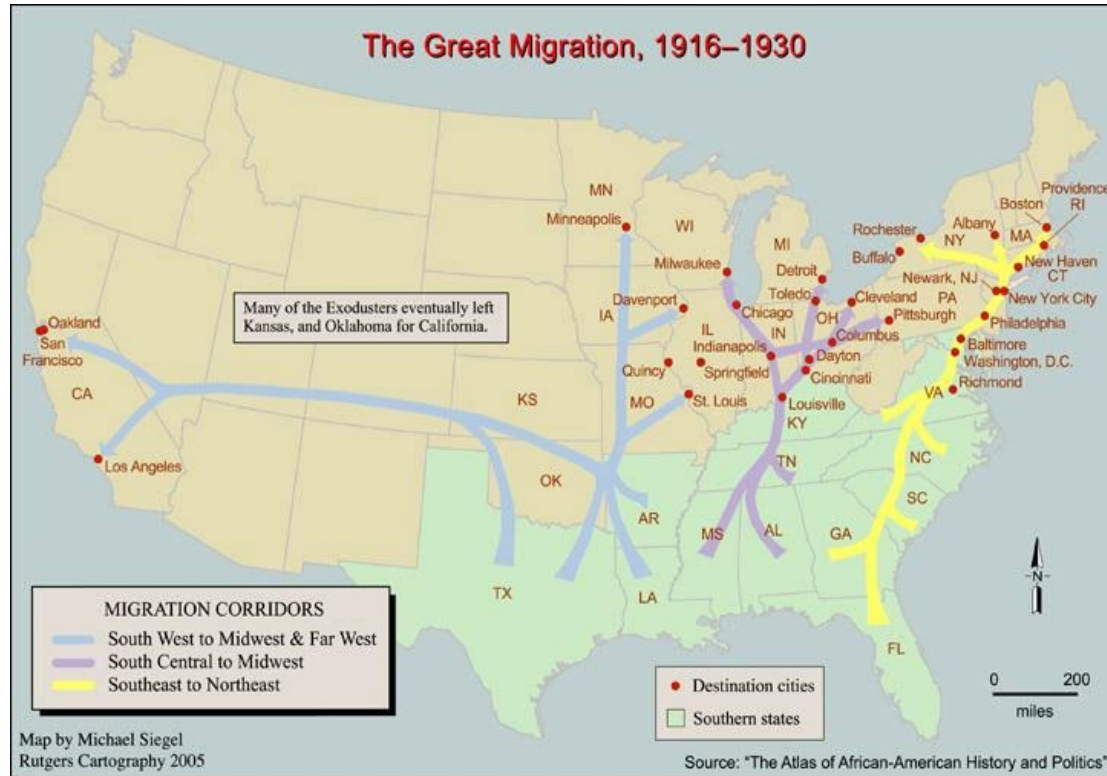 The Great Migration, 1916–1930
MN
Minneapolis
WI
MI
Milwaukee
Detroit
Toledo
Rochester
Buffalo
Albany
NY
Boston
MA
Providence
RI
New Haven
CT
Newark, NJ
New York City
PA
Cleveland
Pittsburgh
OH
Columbus
Philadelphia
Baltimore
Washington, D.C.
Richmond
VA
Many of the Exodusters eventually left
Kansas, and Oklahoma for California.
Davenport
IA
Chicago
IL
IN
Indianapolis
Dayton
Cincinnati
Quincy
Springfield
St. Louis
MO
Louisville
KY
Oakland
San
Francisco
CA
Los Angeles
KS
OK
AR
TN
NC
SC
MS
AL
GA
TX
LA
FL
MIGRATION CORRIDORS
South West to Midwest & Far West
South Central to Midwest
Southeast to Northeast
Destination cities
Southern states
N
0 200
miles
Map by Michael Siegel
Rutgers Cartography 2005
Source: "The Atlas of African-American History and Politics"